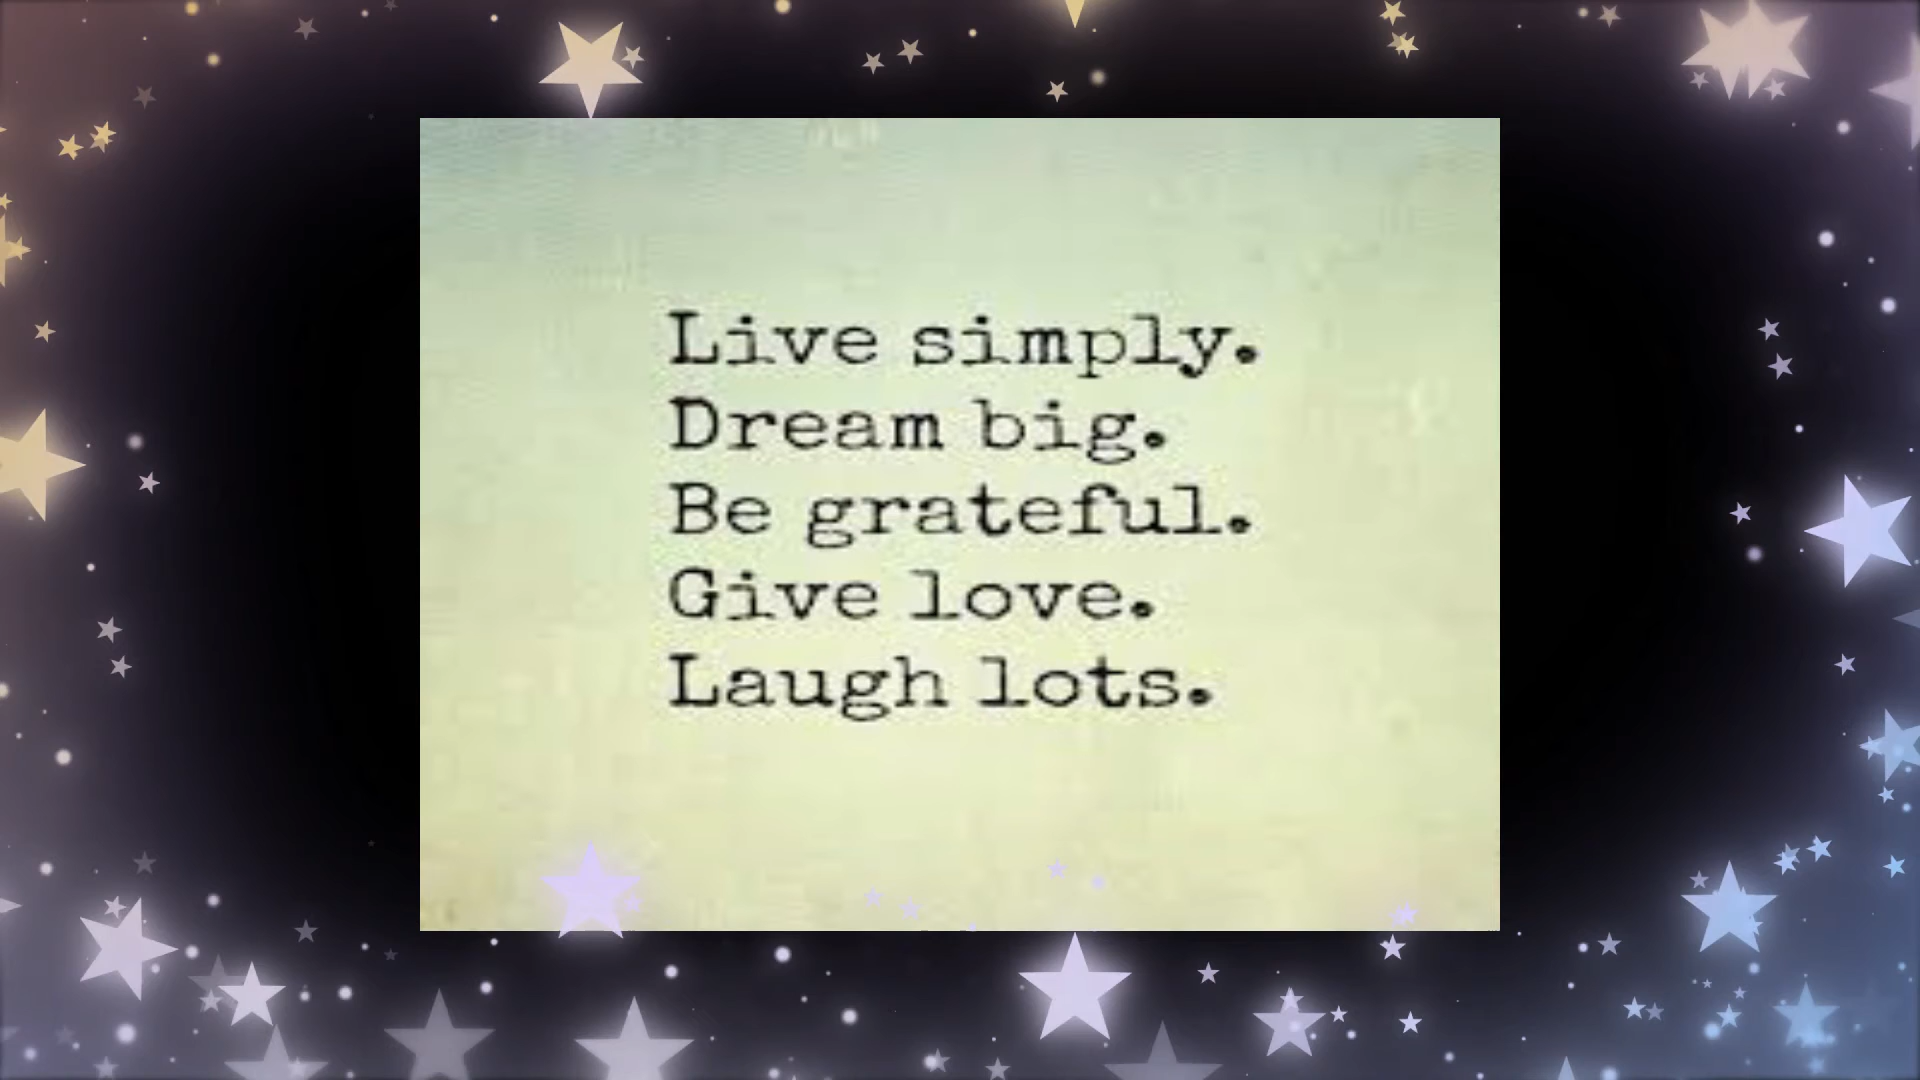 Live simply.
Dream big.
Be grateful.
Give love.
Laugh lots.